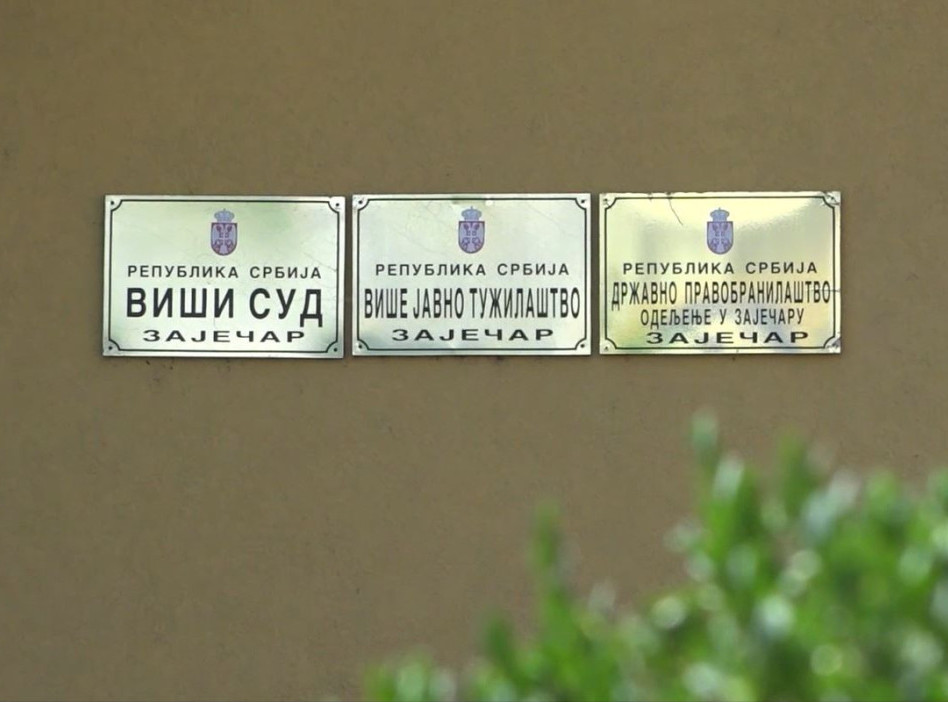 РЕПУБЛИКА СРБИЈА
ВИШИ СУД
ЗАЈЕЧАР
РЕПУБЛИКА СРБИЈА
ВИШЕ ЈАВНО ТУЖИЛАШТВО
ЗАЈЕЧАР
РЕПУБЛИКА СРБИЈА
ДРЖАВНО ПРАВОБРАНИЛАШТВО
ОДЕЉЕЊЕ У ЗАЈЕЧАРУ
ЗАЈЕЧАР